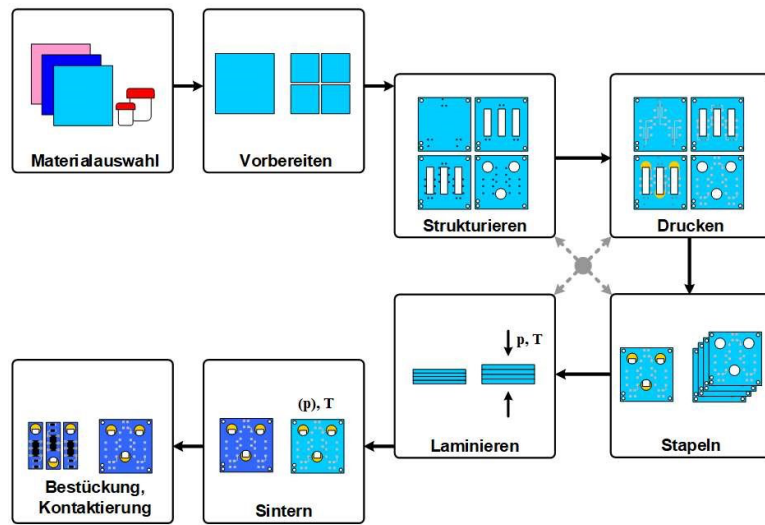 Materialauswahl
Vorbereiten
Strukturieren
Drucken
p, T
Laminieren
Stapeln
(p), T
Sintern
Bestückung,
Kontaktierung